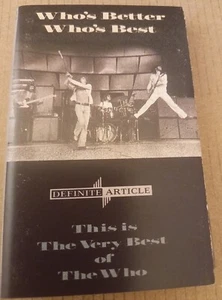 Who's Better
Who's Best
DEFINITE ARTICLE
This is
The Very Best
of
The Who